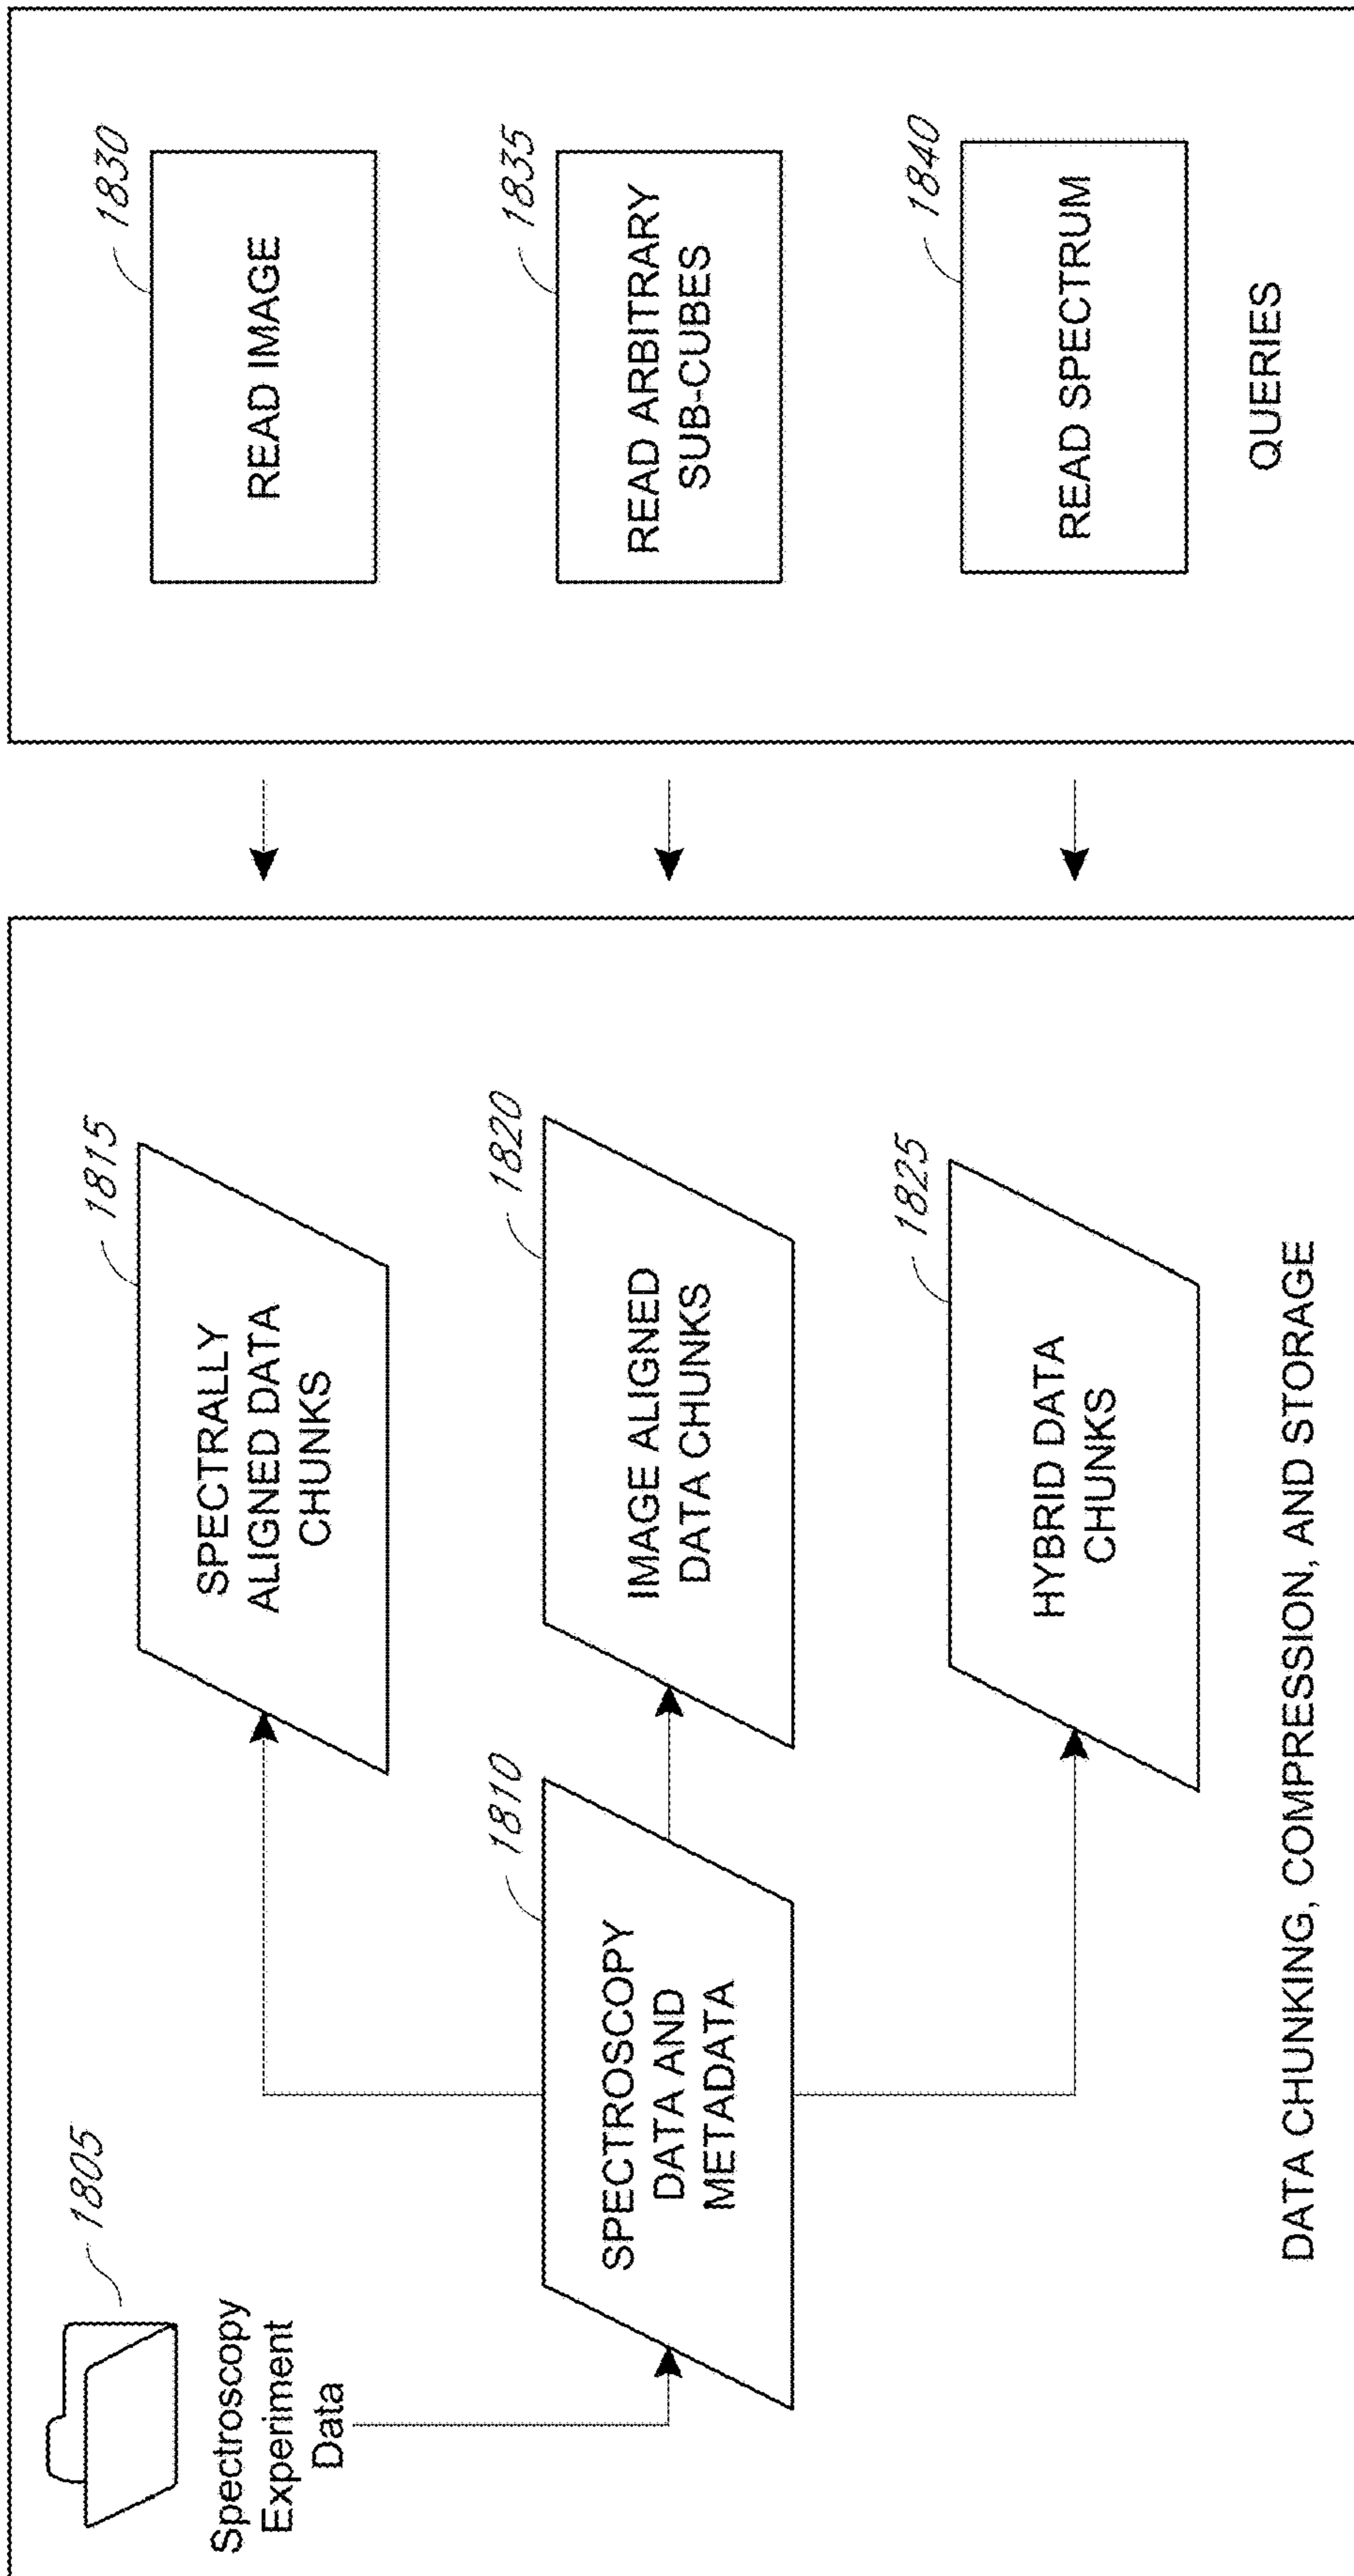 1805
Spectroscopy
Experiment
Data
1810
SPECTROSCOPY
DATA AND
METADATA
1815
SPECTRALLY
ALIGNED DATA
CHUNKS
1820
IMAGE ALIGNED
DATA CHUNKS
1825
HYBRID DATA
CHUNKS
DATA CHUNKING, COMPRESSION, AND STORAGE
1830
READ IMAGE
1835
READ ARBITRARY
SUB-CUBES
1840
READ SPECTRUM
QUERIES